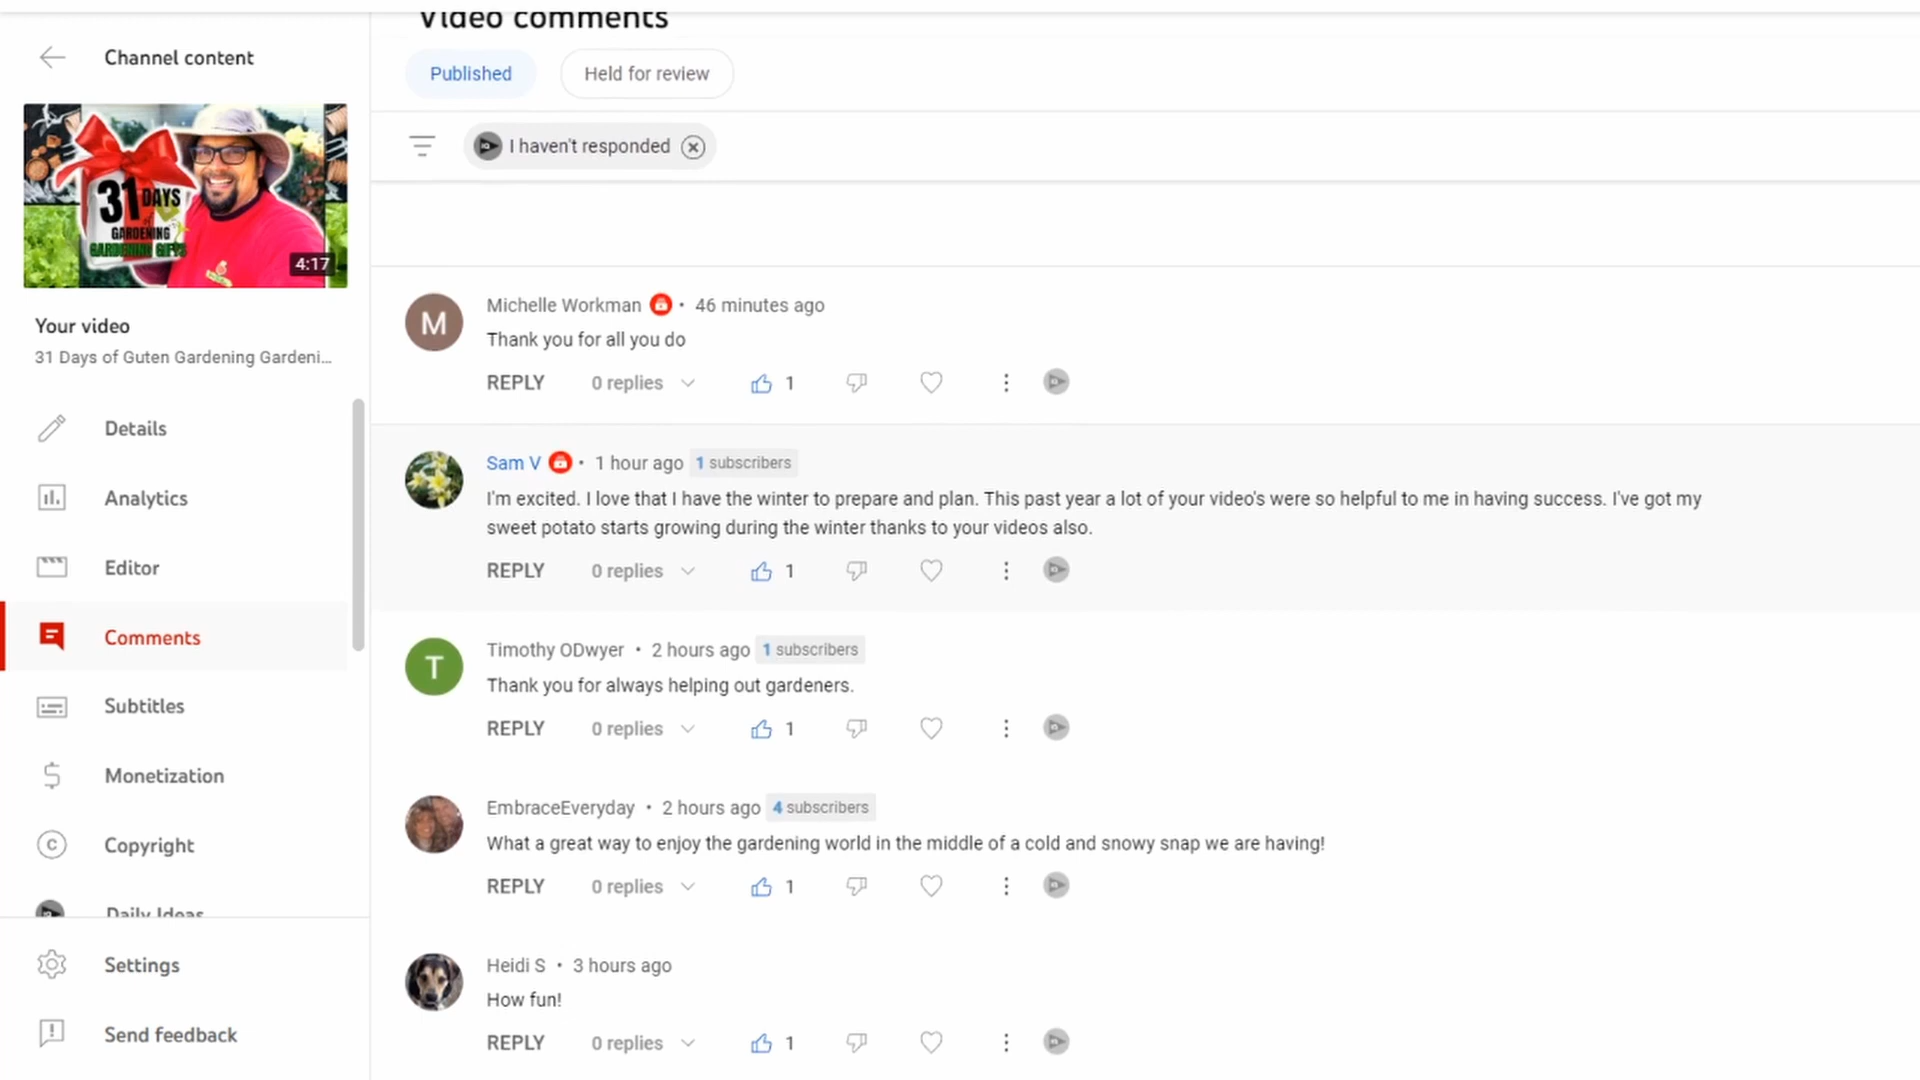 Video comments
Channel content
Published
Held for review
I haven't responded
31 DAYS
of
GARDENING
GARDENING GIFTS
4:17
Your video
31 Days of Guten Gardening Gardeni...
Details
Analytics
Editor
Comments
Subtitles
Monetization
Copyright
Daily Ideas
Settings
Send feedback
M
Michelle Workman • 46 minutes ago
Thank you for all you do
REPLY 0 replies 1
Sam V • 1 hour ago 1 subscribers
I'm excited. I love that I have the winter to prepare and plan. This past year a lot of your video's were so helpful to me in having success. I've got my
sweet potato starts growing during the winter thanks to your videos also.
REPLY 0 replies 1
T
Timothy ODwyer • 2 hours ago 1 subscribers
Thank you for always helping out gardeners.
REPLY 0 replies 1
EmbraceEveryday • 2 hours ago 4 subscribers
What a great way to enjoy the gardening world in the middle of a cold and snowy snap we are having!
REPLY 0 replies 1
Heidi S • 3 hours ago
How fun!
REPLY 0 replies 1